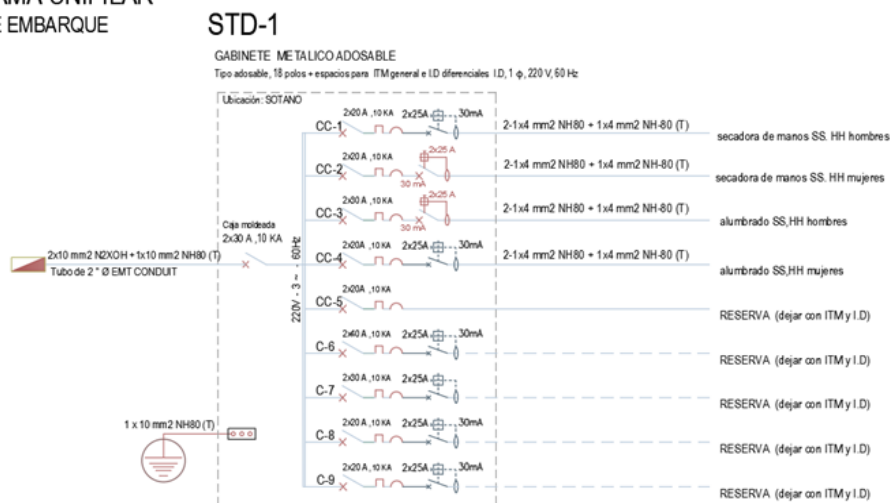 E EMBARQUE
STD-1
GABINETE METALICO ADOSABLE
Tipo adosable, 18 polos + espacios para ITM general e I.D diferenciales I.D, 1 φ, 220 V, 60 Hz
Ubicación: SOTANO
CC-1 2x20 A ,10 KA 2x25A 30mA 2-1x4 mm2 NH80 + 1x4 mm2 NH-80 (T) secadora de manos SS. HH hombres
CC-2 2x20 A ,10 KA 2x25 A 30 mA 2-1x4 mm2 NH80 + 1x4 mm2 NH-80 (T) secadora de manos SS. HH mujeres
CC-3 2x30 A ,10 KA 2x25 A 30 mA 2-1x4 mm2 NH80 + 1x4 mm2 NH-80 (T) alumbrado SS,HH hombres
Caja moldeada
2x30 A ,10 KA
CC-4 2x20A ,10 KA 2x25A 30mA 2-1x4 mm2 NH80 + 1x4 mm2 NH-80 (T) alumbrado SS,HH mujeres
2x10 mm2 N2XOH + 1x10 mm2 NH80 (T)
Tubo de 2 " Ø EMT CONDUIT
220V - 3 ~ - 60Hz
CC-5 2x20A ,10 KA RESERVA (dejar con ITM y I.D)
C-6 2x40 A ,10 KA 2x25A 30mA RESERVA (dejar con ITM y I.D)
C-7 2x30 A ,10 KA 2x25A 30mA RESERVA (dejar con ITM y I.D)
1 x 10 mm2 NH80 (T)
C-8 2x20 A ,10 KA 2x25A 30mA RESERVA (dejar con ITM y I.D)
C-9 2x20 A ,10 KA 2x25A 30mA RESERVA (dejar con ITM y I.D)